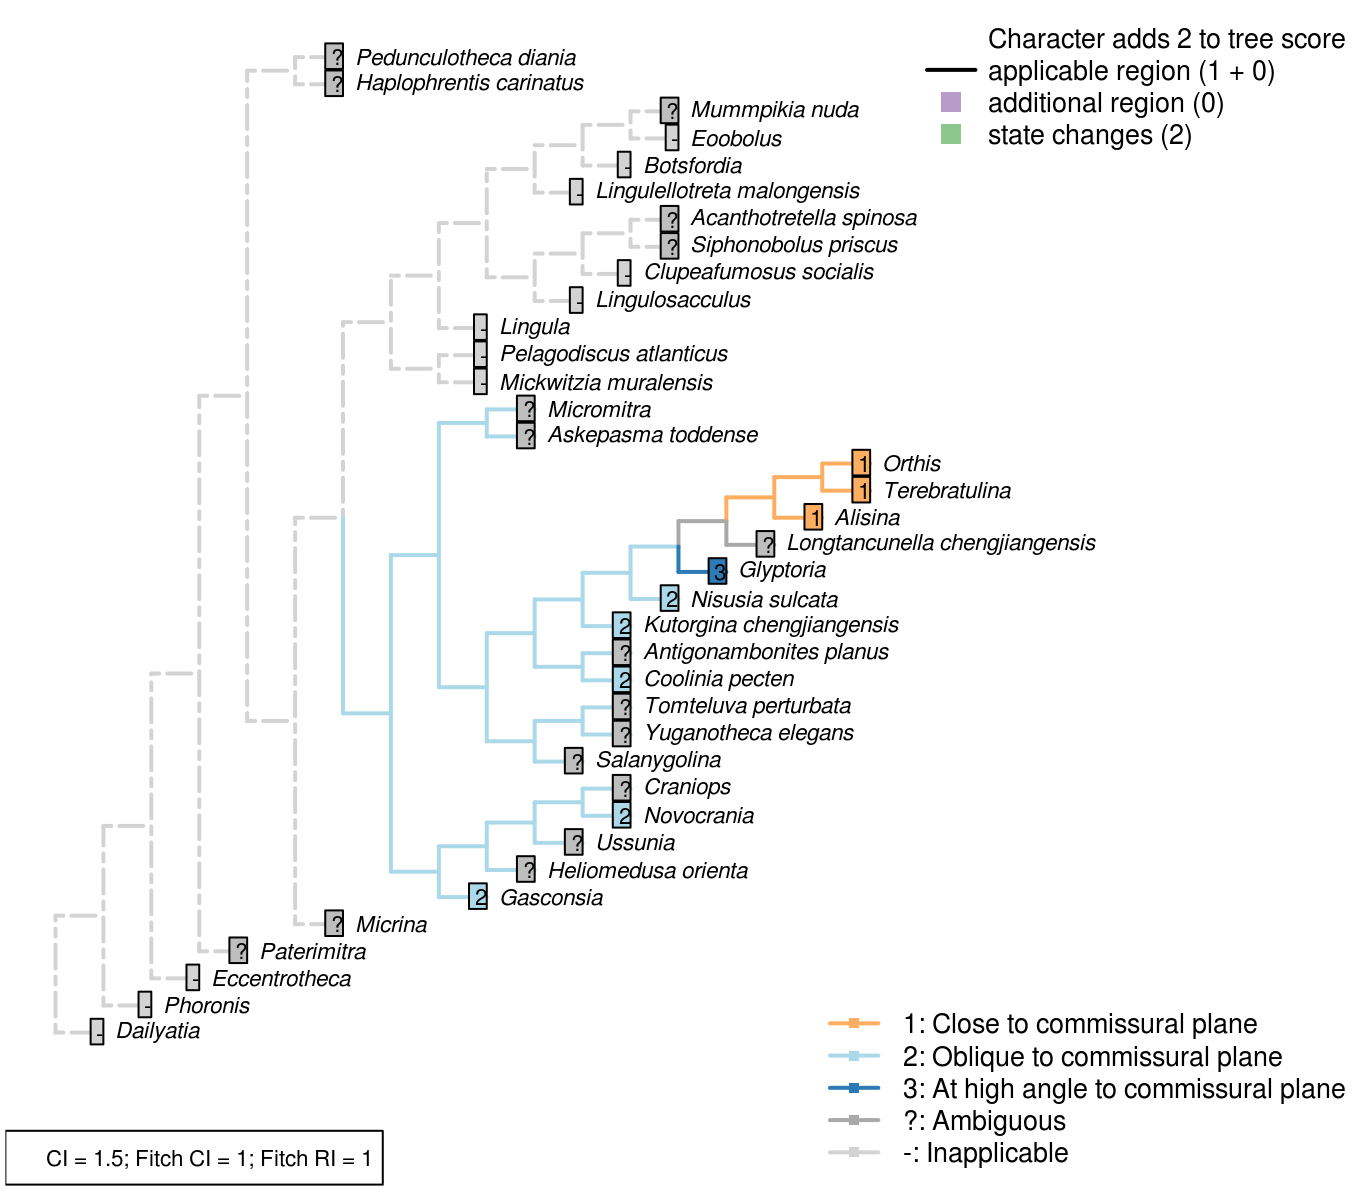 Character adds 2 to tree score
applicable region (1 + 0)
additional region (0)
state changes (2)
? Pedunculotheca diania
? Haplophrentis carinatus
? Mummpikia nuda
- Eoobolus
- Botsfordia
- Lingulellotreta malongensis
? Acanthotretella spinosa
? Siphonobolus priscus
- Clupeafumosus socialis
- Lingulosacculus
- Lingula
- Pelagodiscus atlanticus
- Mickwitzia muralensis
? Micromitra
? Askepasma toddense
1 Orthis
1 Terebratulina
1 Alisina
? Longtancunella chengjiangensis
3 Glyptoria
2 Nisusia sulcata
2 Kutorgina chengjiangensis
? Antigonambonites planus
2 Coolinia pecten
? Tomteluva perturbata
? Yuganotheca elegans
? Salanygolina
? Craniops
2 Novocrania
? Ussunia
? Heliomedusa orienta
2 Gasconsia
? Micrina
? Paterimitra
- Eccentrotheca
- Phoronis
- Dailyatia
1: Close to commissural plane
2: Oblique to commissural plane
3: At high angle to commissural plane
?: Ambiguous
-: Inapplicable
CI = 1.5; Fitch CI = 1; Fitch RI = 1